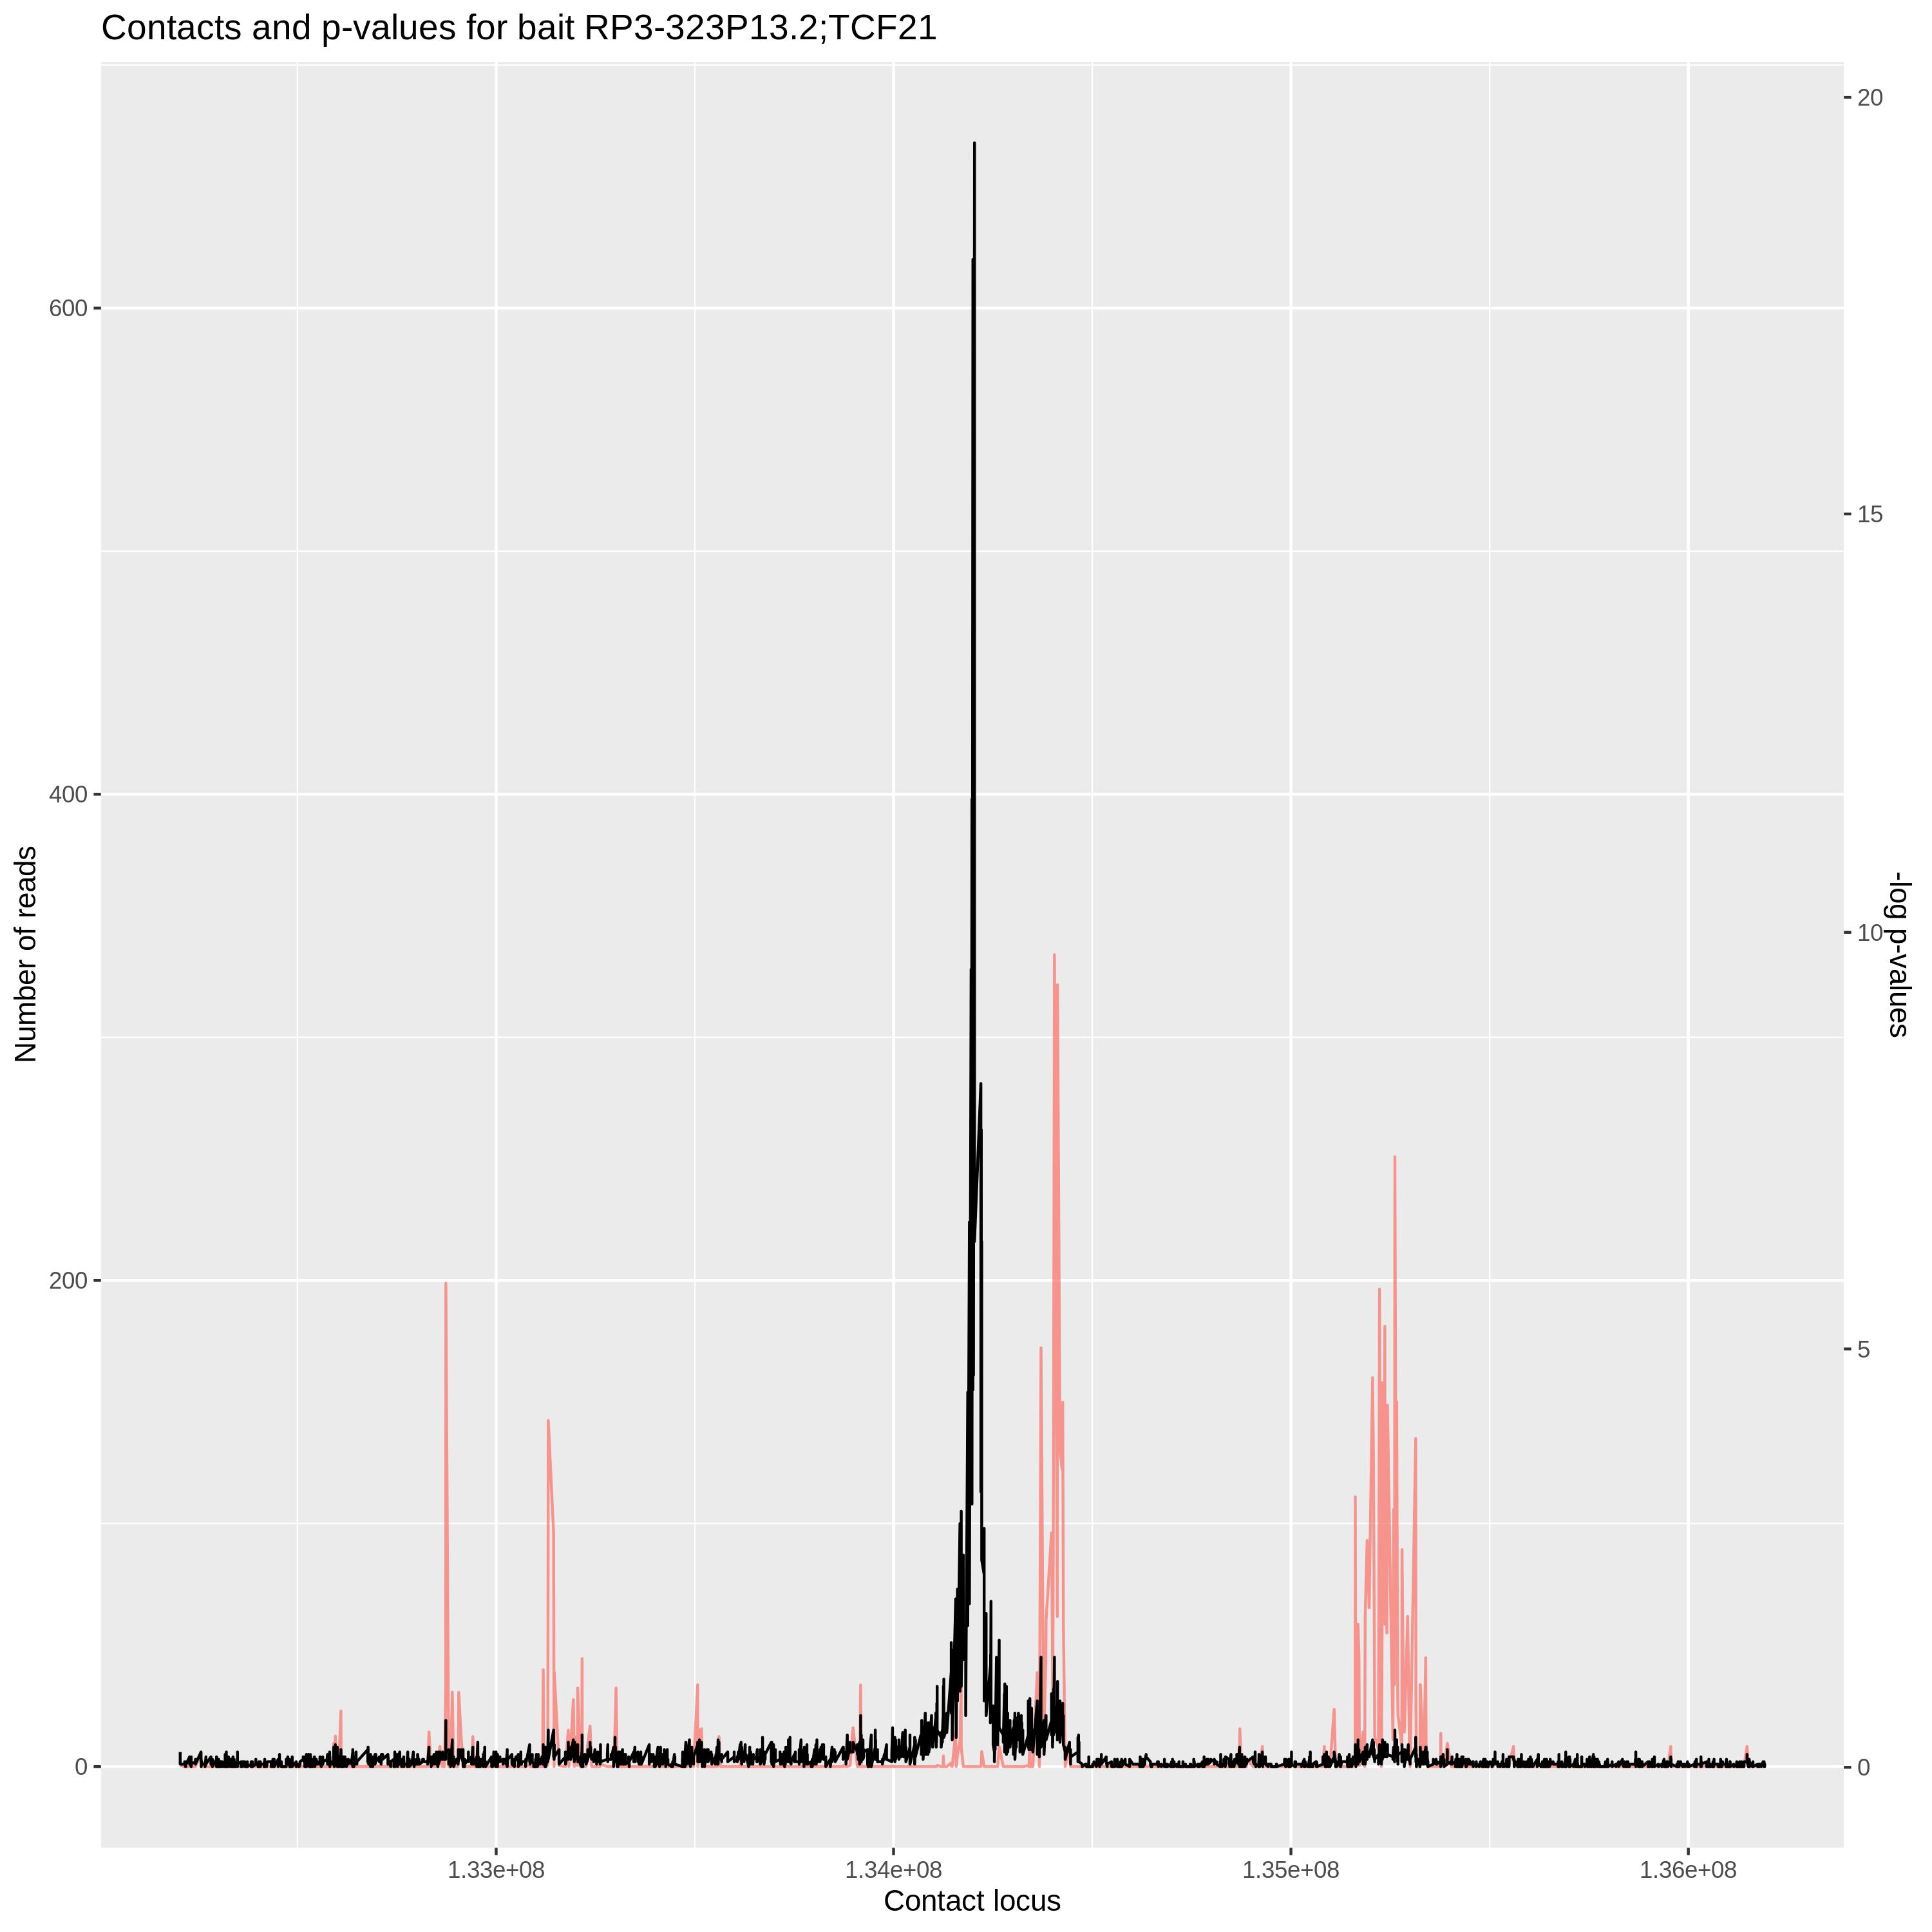 Contacts and p-values for bait RP3-323P13.2;TCF21
Number of reads
600
400
200
0
20
15
10
5
0
-log p-values
1.33e+08
1.34e+08
1.35e+08
1.36e+08
Contact locus